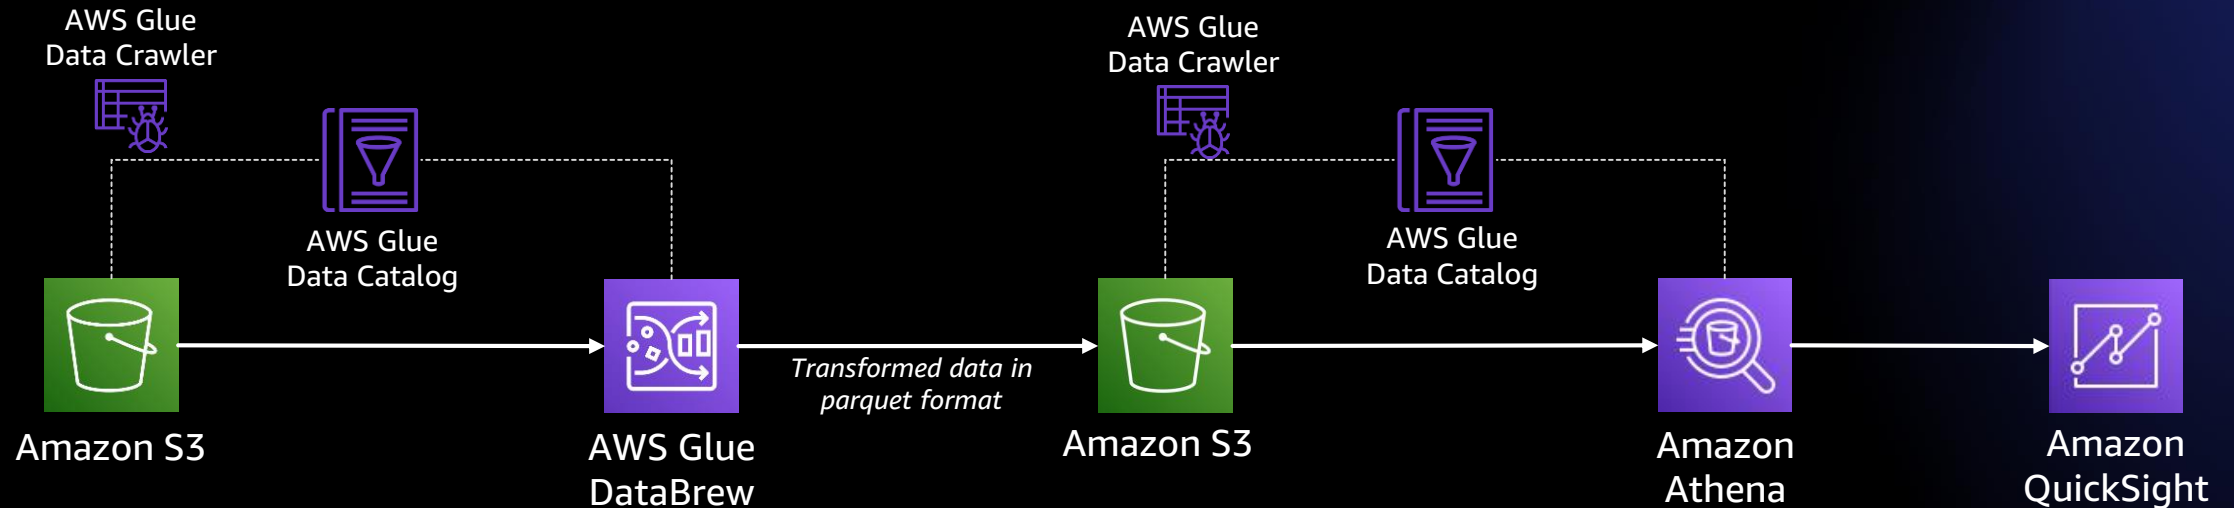 AWS Glue
Data Crawler
AWS Glue
Data Catalog
Amazon S3
AWS Glue
DataBrew
Transformed data in
parquet format
AWS Glue
Data Crawler
AWS Glue
Data Catalog
Amazon S3
Amazon
Athena
Amazon
QuickSight